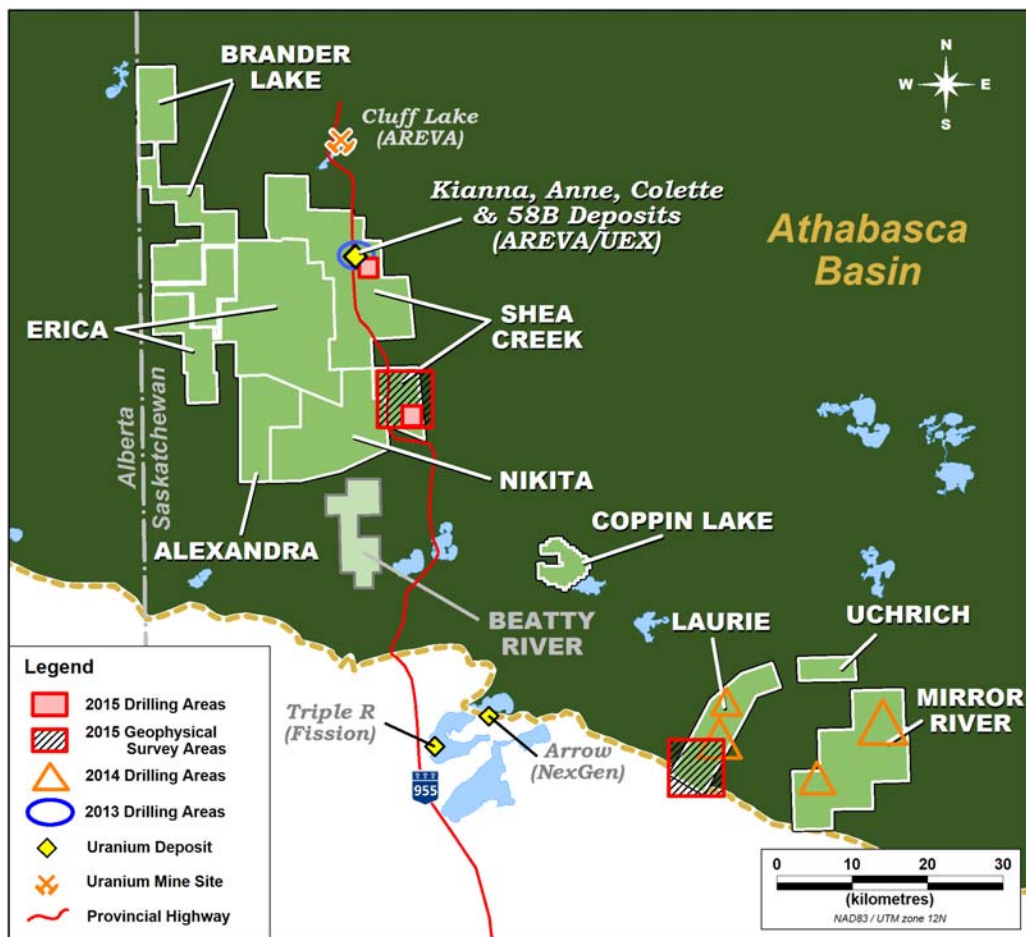 BRANDER
LAKE
N
W
E
S
Cluff Lake
(AREVA)
Kianna, Anne, Colette
& 58B Deposits
(AREVA/UEX)
Athabasca
Basin
ERICA
SHEA
CREEK
Alberta
Saskatchewan
NIKITA
ALEXANDRA
COPPIN LAKE
BEATTY
RIVER
LAURIE
UCHRICH
MIRROR
RIVER
Triple R
(Fission)
Arrow
(NexGen)
955
Legend
2015 Drilling Areas
2015 Geophysical
Survey Areas
2014 Drilling Areas
2013 Drilling Areas
Uranium Deposit
Uranium Mine Site
Provincial Highway
0 10 20 30
(kilometres)
NAD83 / UTM zone 12N